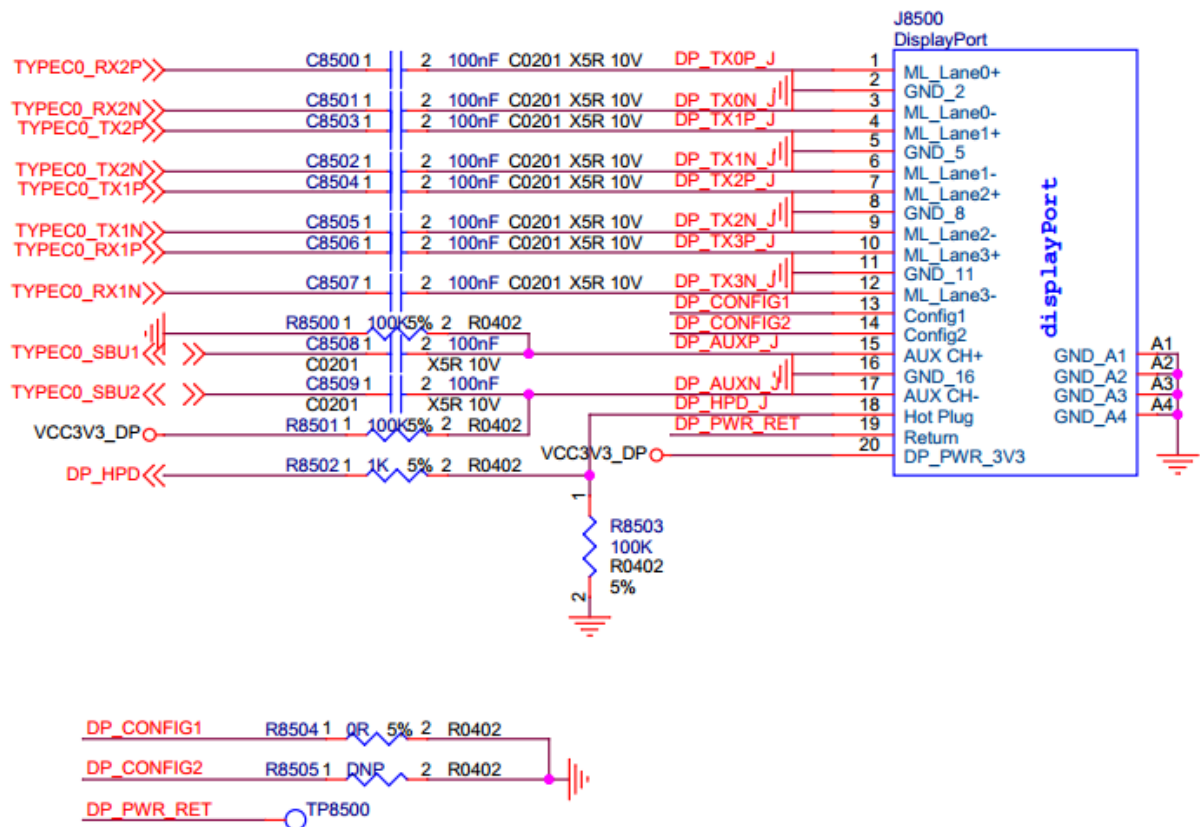 J8500
DisplayPort
TYPEC0_RX2P C8500 1 2 100nF C0201 X5R 10V DP_TX0P_J 1 ML_Lane0+
2 GND_2
TYPEC0_RX2N C8501 1 2 100nF C0201 X5R 10V DP_TX0N_J 3 ML_Lane0-
TYPEC0_TX2P C8503 1 2 100nF C0201 X5R 10V DP_TX1P_J 4 ML_Lane1+
5 GND_5
TYPEC0_TX2N C8502 1 2 100nF C0201 X5R 10V DP_TX1N_J 6 ML_Lane1-
TYPEC0_TX1P C8504 1 2 100nF C0201 X5R 10V DP_TX2P_J 7 ML_Lane2+
8 GND_8
TYPEC0_TX1N C8505 1 2 100nF C0201 X5R 10V DP_TX2N_J 9 ML_Lane2-
TYPEC0_RX1P C8506 1 2 100nF C0201 X5R 10V DP_TX3P_J 10 ML_Lane3+
11 GND_11
TYPEC0_RX1N C8507 1 2 100nF C0201 X5R 10V DP_TX3N_J 12 ML_Lane3-
DP_CONFIG1 13 Config1
R8500 1 100K 5% 2 R0402 DP_CONFIG2 14 Config2
TYPEC0_SBU1 C8508 1 2 100nF DP_AUXP_J 15 AUX CH+ GND_A1 A1
C0201 X5R 10V 16 GND_16 GND_A2 A2
TYPEC0_SBU2 C8509 1 2 100nF DP_AUXN_J 17 AUX CH- GND_A3 A3
C0201 X5R 10V DP_HPD_J 18 Hot Plug GND_A4 A4
VCC3V3_DP R8501 1 100K 5% 2 R0402 DP_PWR_RET 19 Return
VCC3V3_DP 20 DP_PWR_3V3
displayPort
DP_HPD R8502 1 1K 5% 2 R0402
1
R8503
100K
R0402
5%
2
DP_CONFIG1 R8504 1 0R 5% 2 R0402
DP_CONFIG2 R8505 1 DNP 2 R0402
DP_PWR_RET TP8500